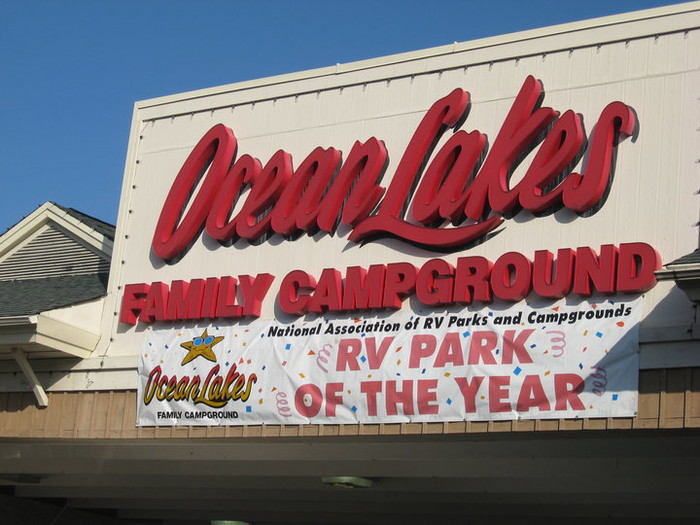 Ocean Lakes
FAMILY CAMPGROUND
National Association of RV Parks and Campgrounds
RV PARK
OF THE YEAR
Ocean Lakes
FAMILY CAMPGROUND